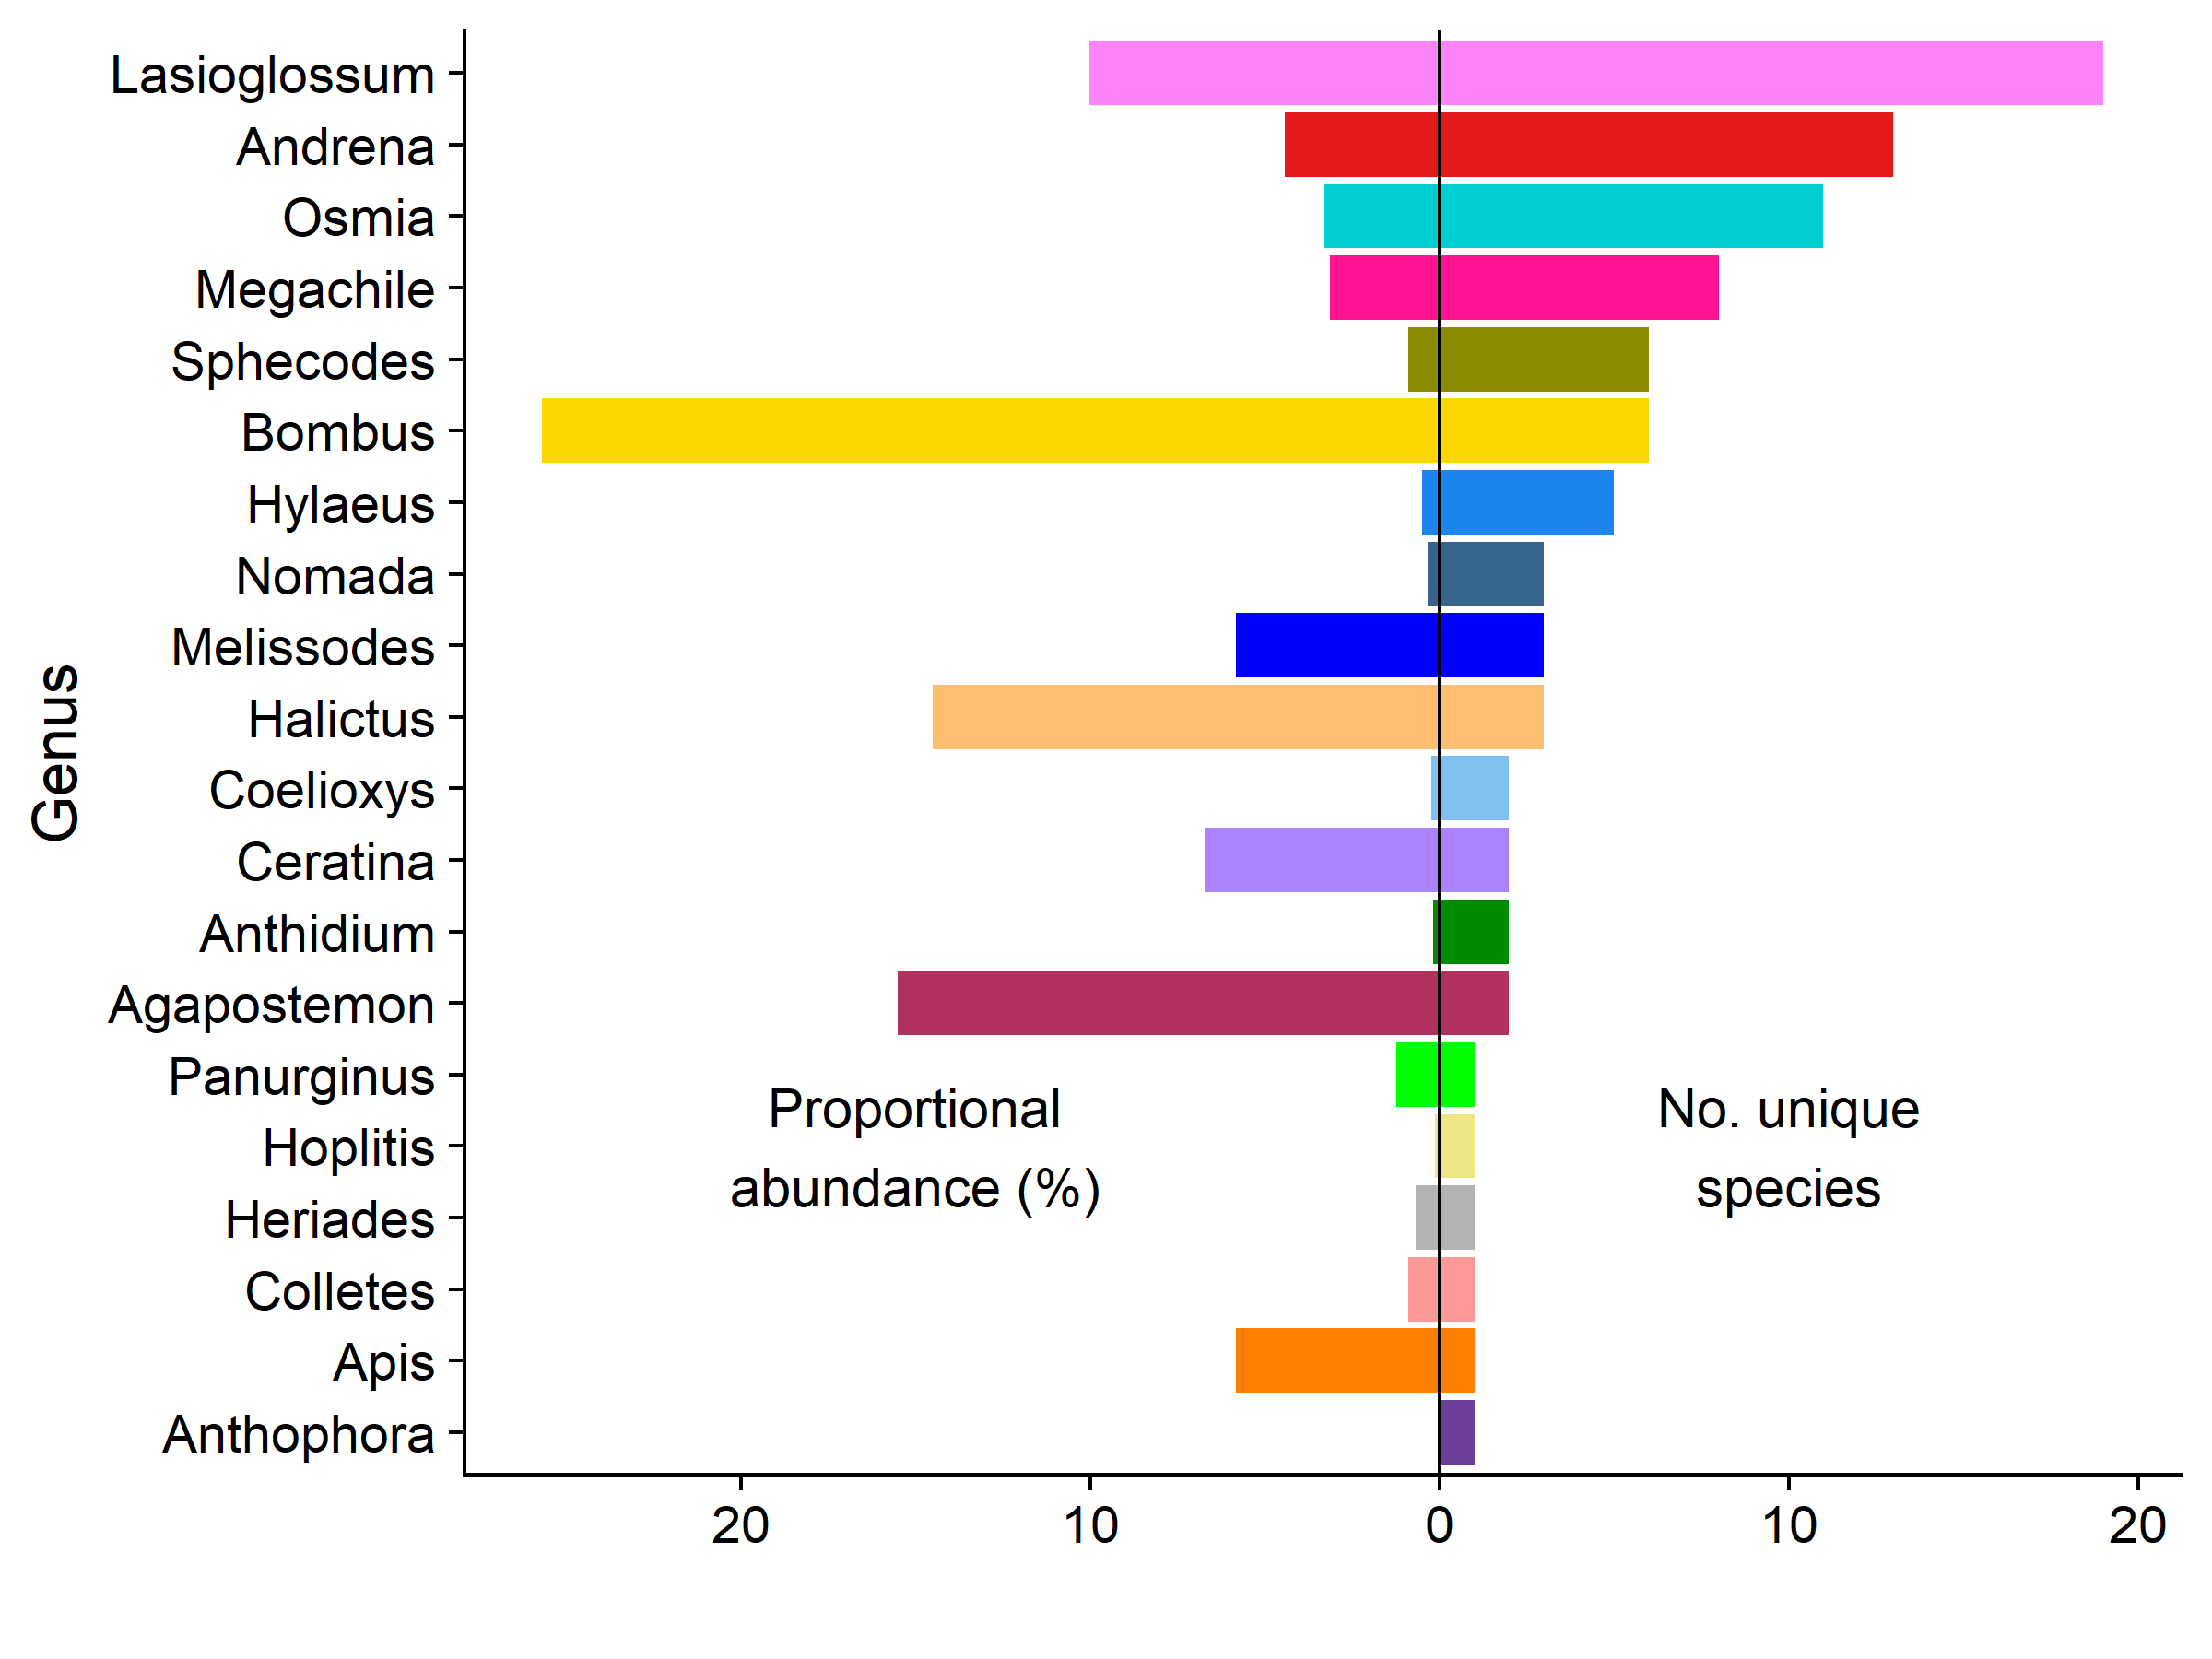 Lasioglossum
Andrena
Osmia
Megachile
Sphecodes
Bombus
Hylaeus
Nomada
Melissodes
Halictus
Coelioxys
Ceratina
Anthidium
Agapostemon
Panurginus
Hoplitis
Heriades
Colletes
Apis
Anthophora
Genus
Proportional
abundance (%)
No. unique
species
20 10 0 10 20